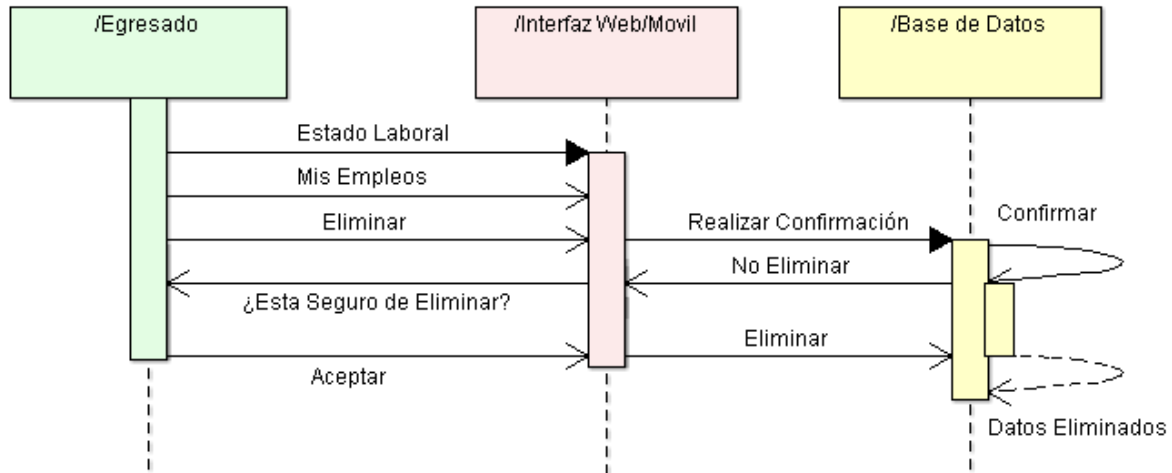 /Egresado
/Interfaz Web/Movil
/Base de Datos
Estado Laboral
Mis Empleos
Eliminar
Realizar Confirmación
Confirmar
No Eliminar
¿Esta Seguro de Eliminar?
Eliminar
Aceptar
Datos Eliminados